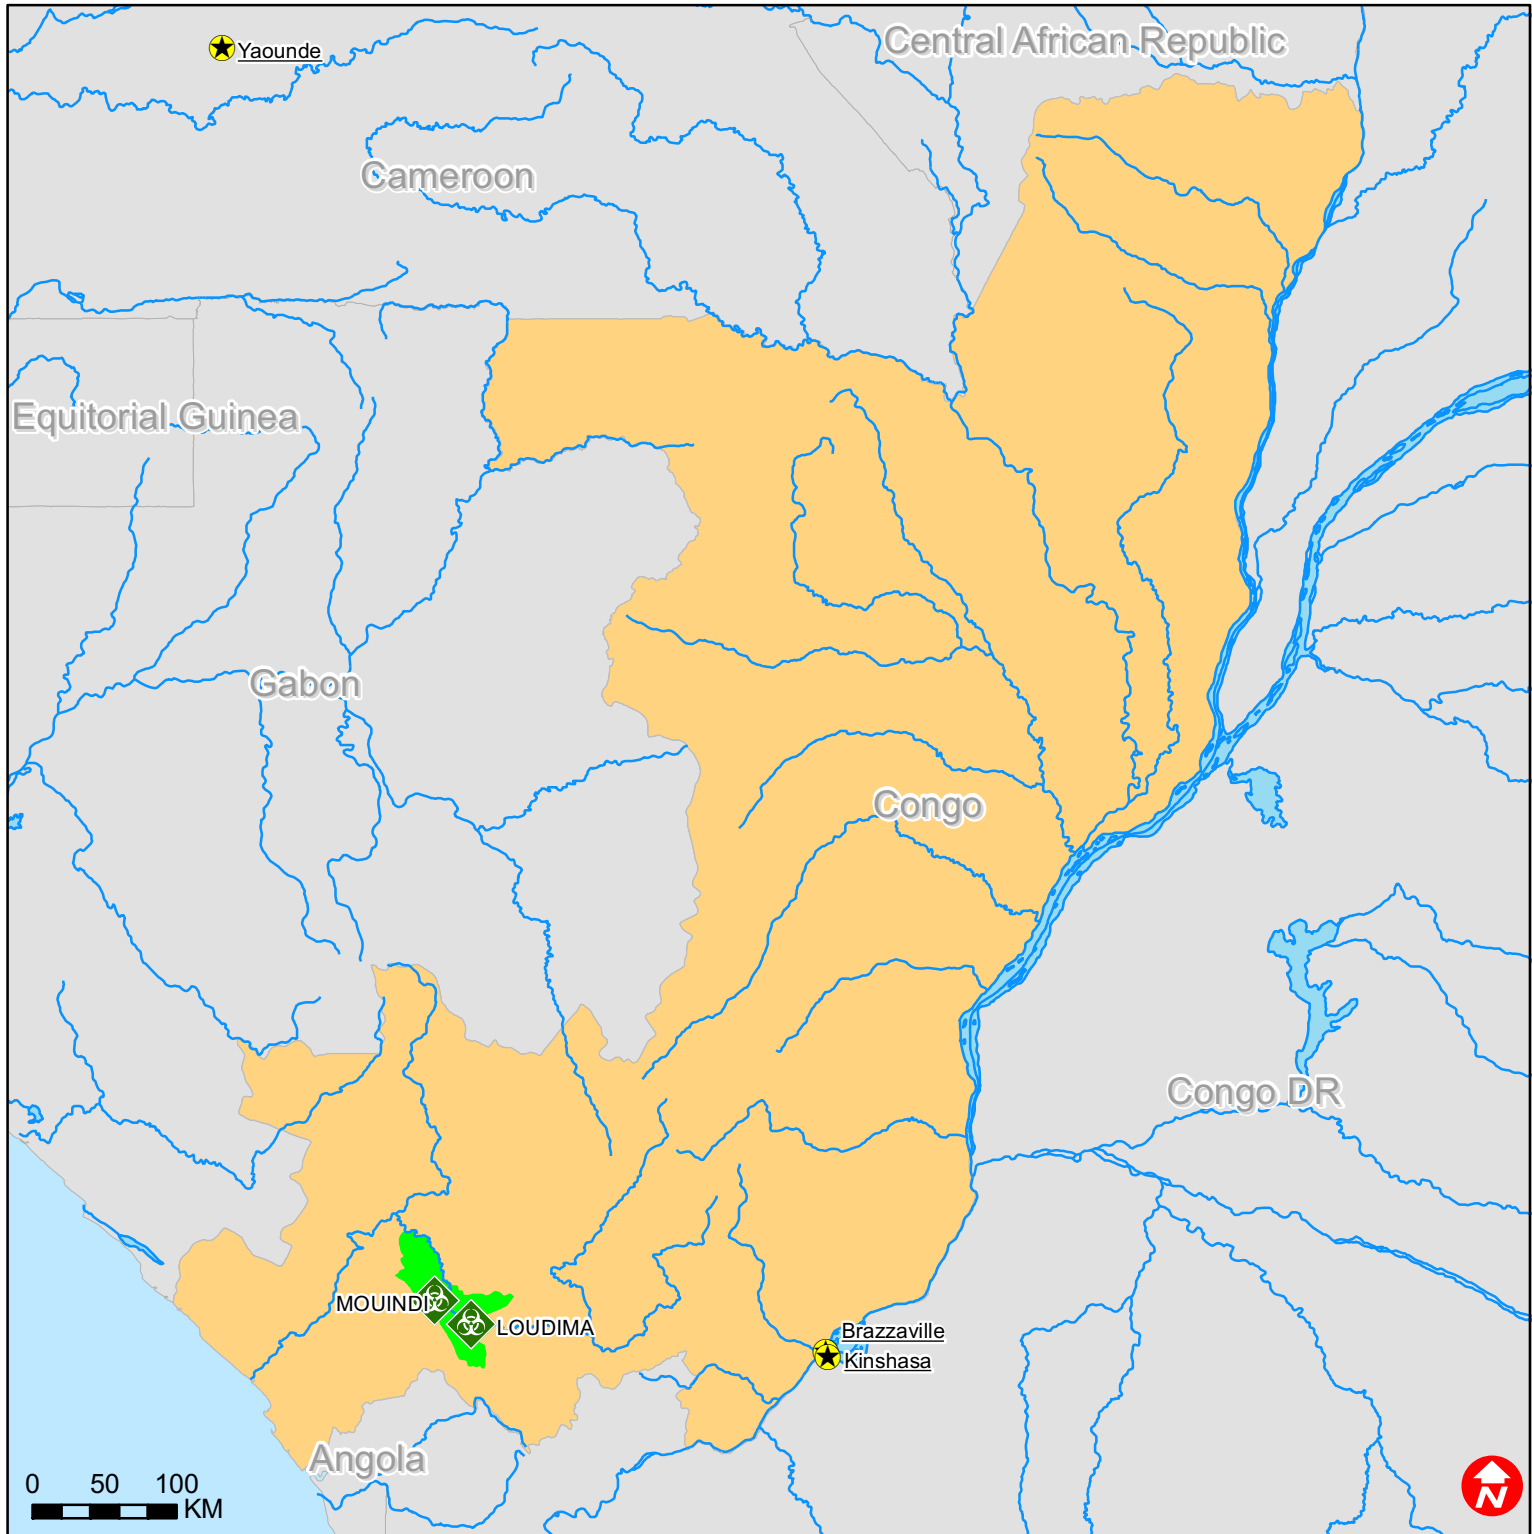 Central African Republic
Yaounde
Cameroon
Equitorial Guinea
Gabon
Congo
Congo DR
MOUINDI
LOUDIMA
Brazzaville
Kinshasa
Angola
0 50 100
KM
N